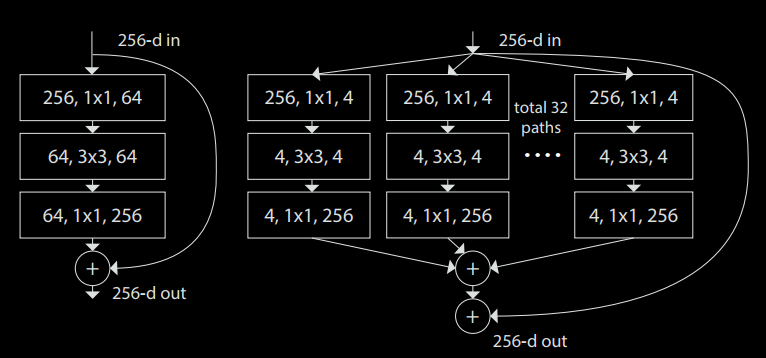 256-d in
256, 1x1, 64
64, 3x3, 64
64, 1x1, 256
+
256-d out
256-d in
256, 1x1, 4
256, 1x1, 4
total 32
paths
256, 1x1, 4
4, 3x3, 4
4, 3x3, 4
....
4, 3x3, 4
4, 1x1, 256
4, 1x1, 256
4, 1x1, 256
+
+
256-d out